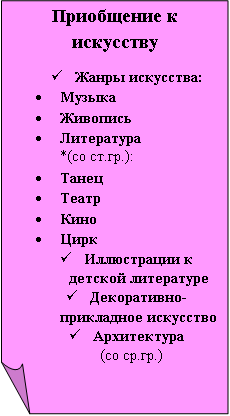 Приобщение к
искусству
✓ Жанры искусства:
• Музыка
• Живопись
• Литература
*(со ст.гр.):
• Танец
• Театр
• Кино
• Цирк
✓ Иллюстрации к
детской литературе
✓ Декоративно-
прикладное искусство
✓ Архитектура
(со ср.гр.)